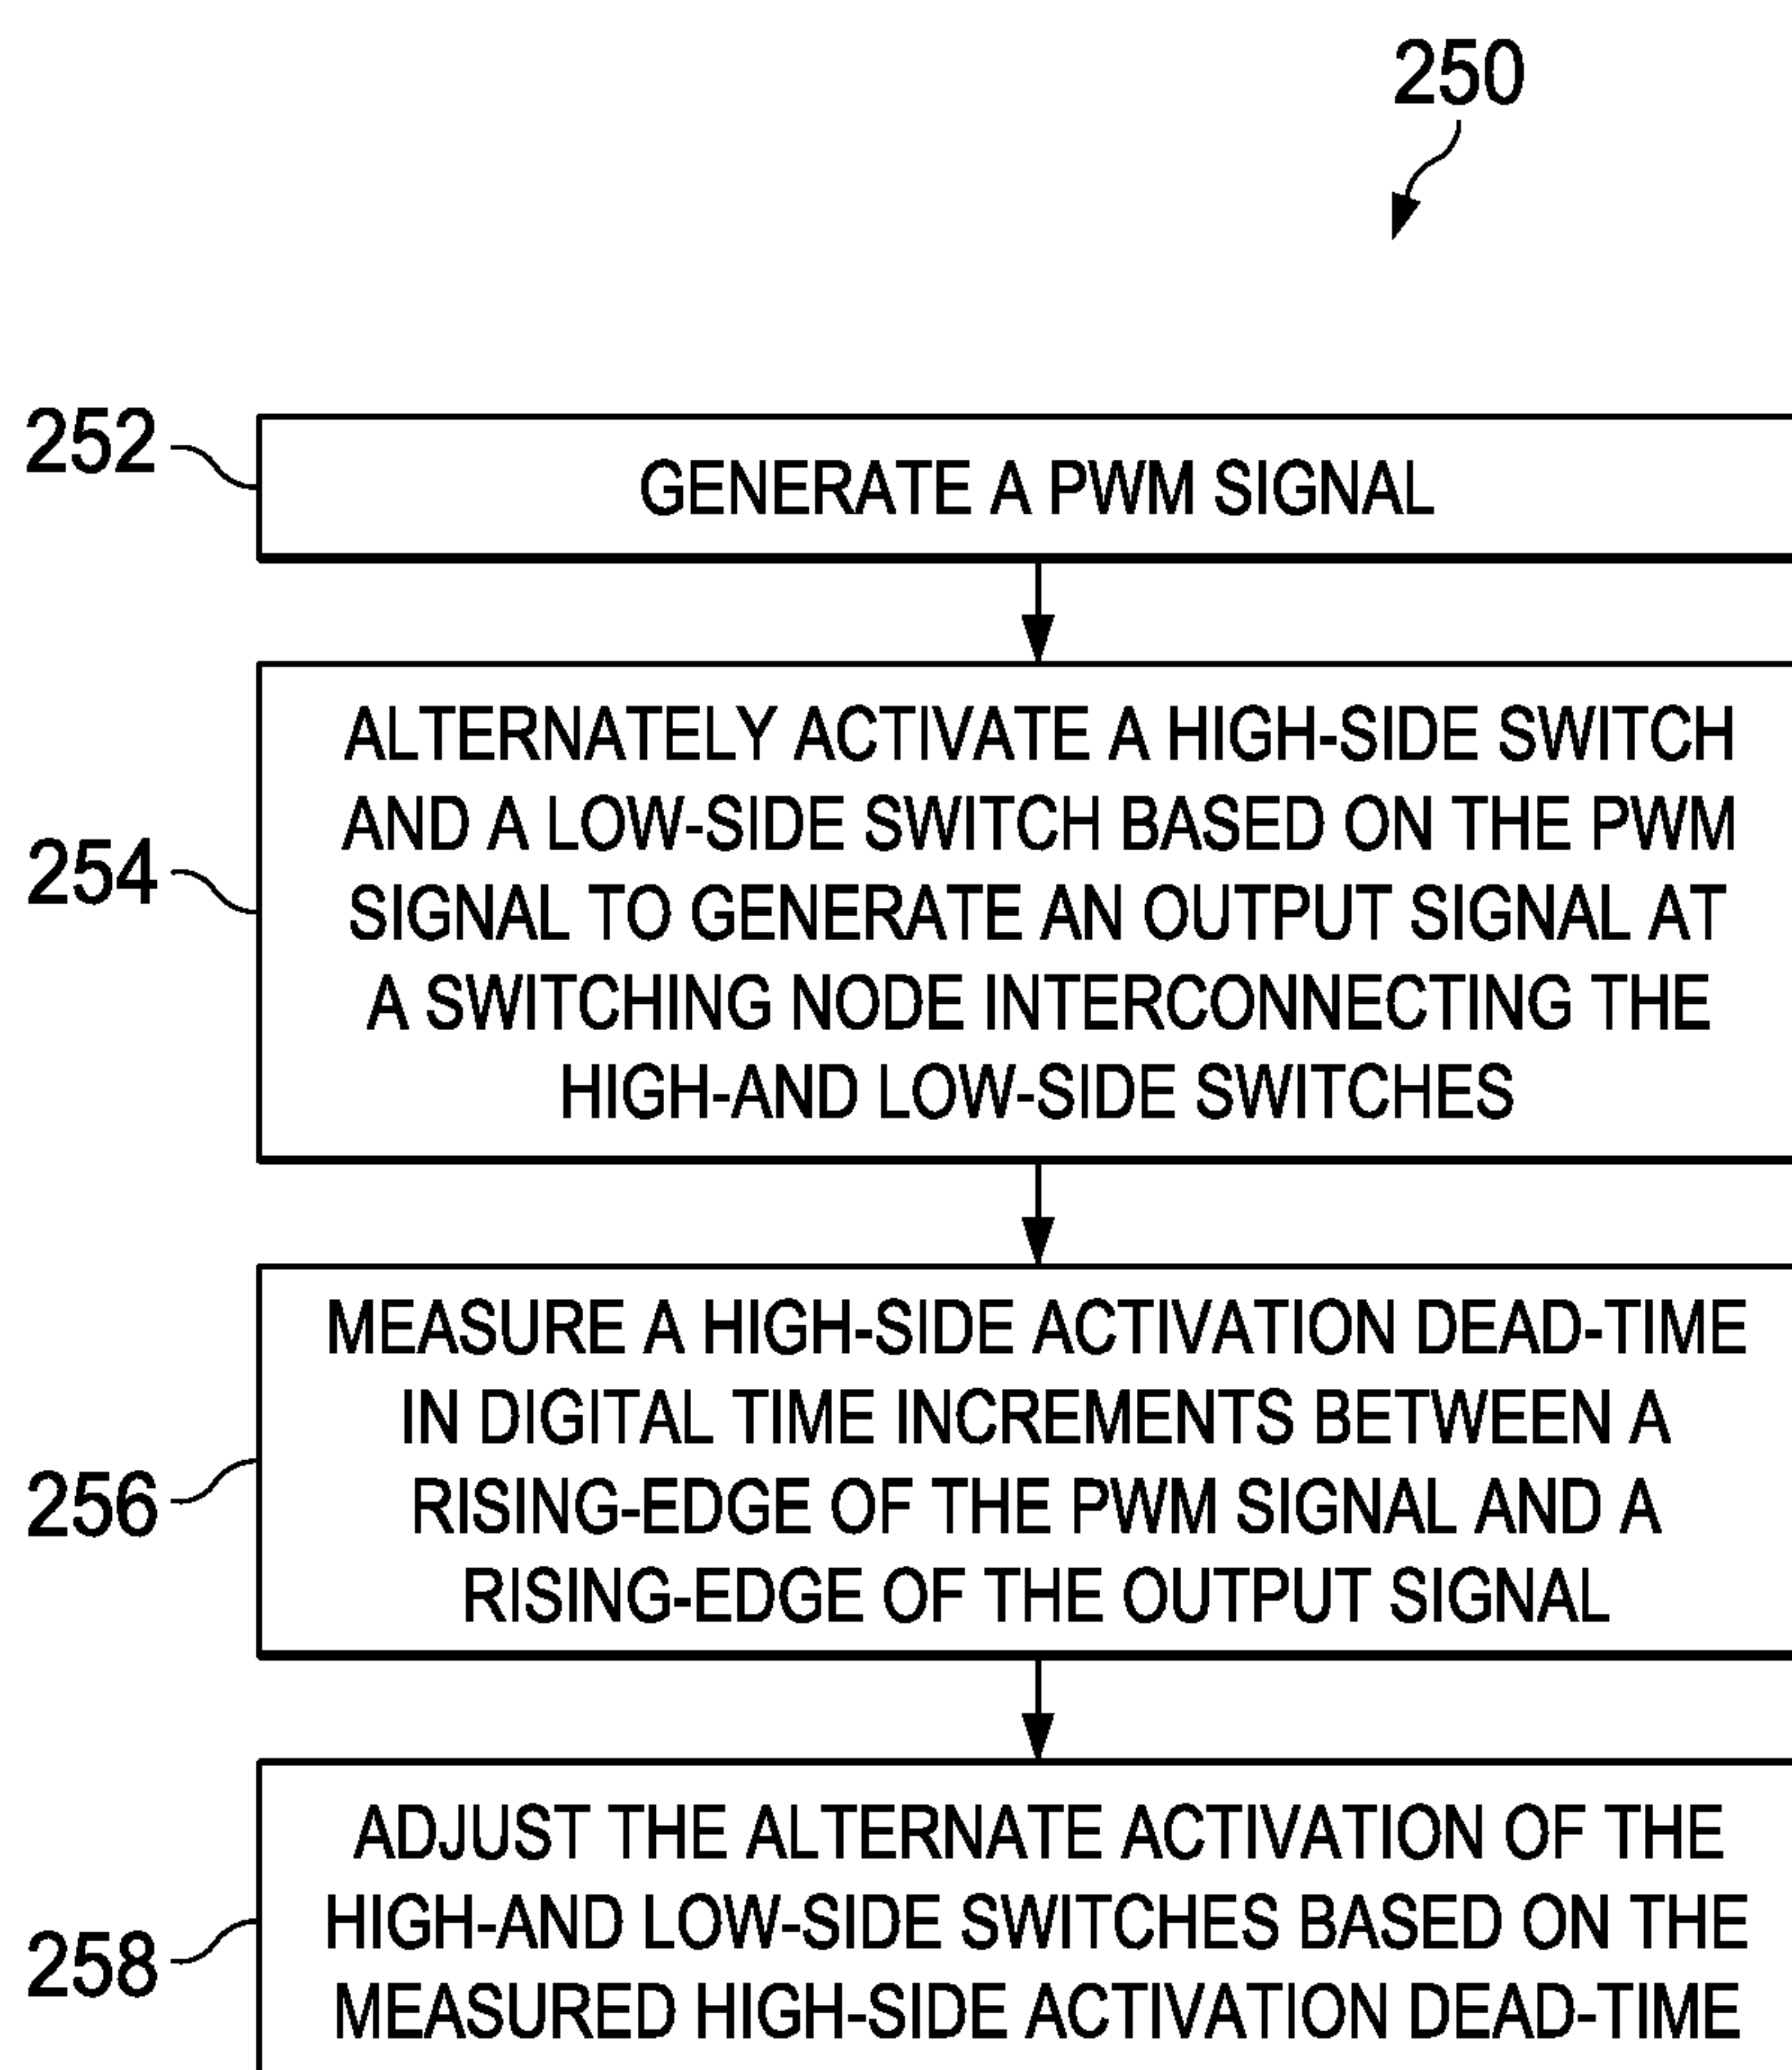 250
252
GENERATE A PWM SIGNAL
254
ALTERNATELY ACTIVATE A HIGH-SIDE SWITCH
AND A LOW-SIDE SWITCH BASED ON THE PWM
SIGNAL TO GENERATE AN OUTPUT SIGNAL AT
A SWITCHING NODE INTERCONNECTING THE
HIGH-AND LOW-SIDE SWITCHES
256
MEASURE A HIGH-SIDE ACTIVATION DEAD-TIME
IN DIGITAL TIME INCREMENTS BETWEEN A
RISING-EDGE OF THE PWM SIGNAL AND A
RISING-EDGE OF THE OUTPUT SIGNAL
258
ADJUST THE ALTERNATE ACTIVATION OF THE
HIGH-AND LOW-SIDE SWITCHES BASED ON THE
MEASURED HIGH-SIDE ACTIVATION DEAD-TIME